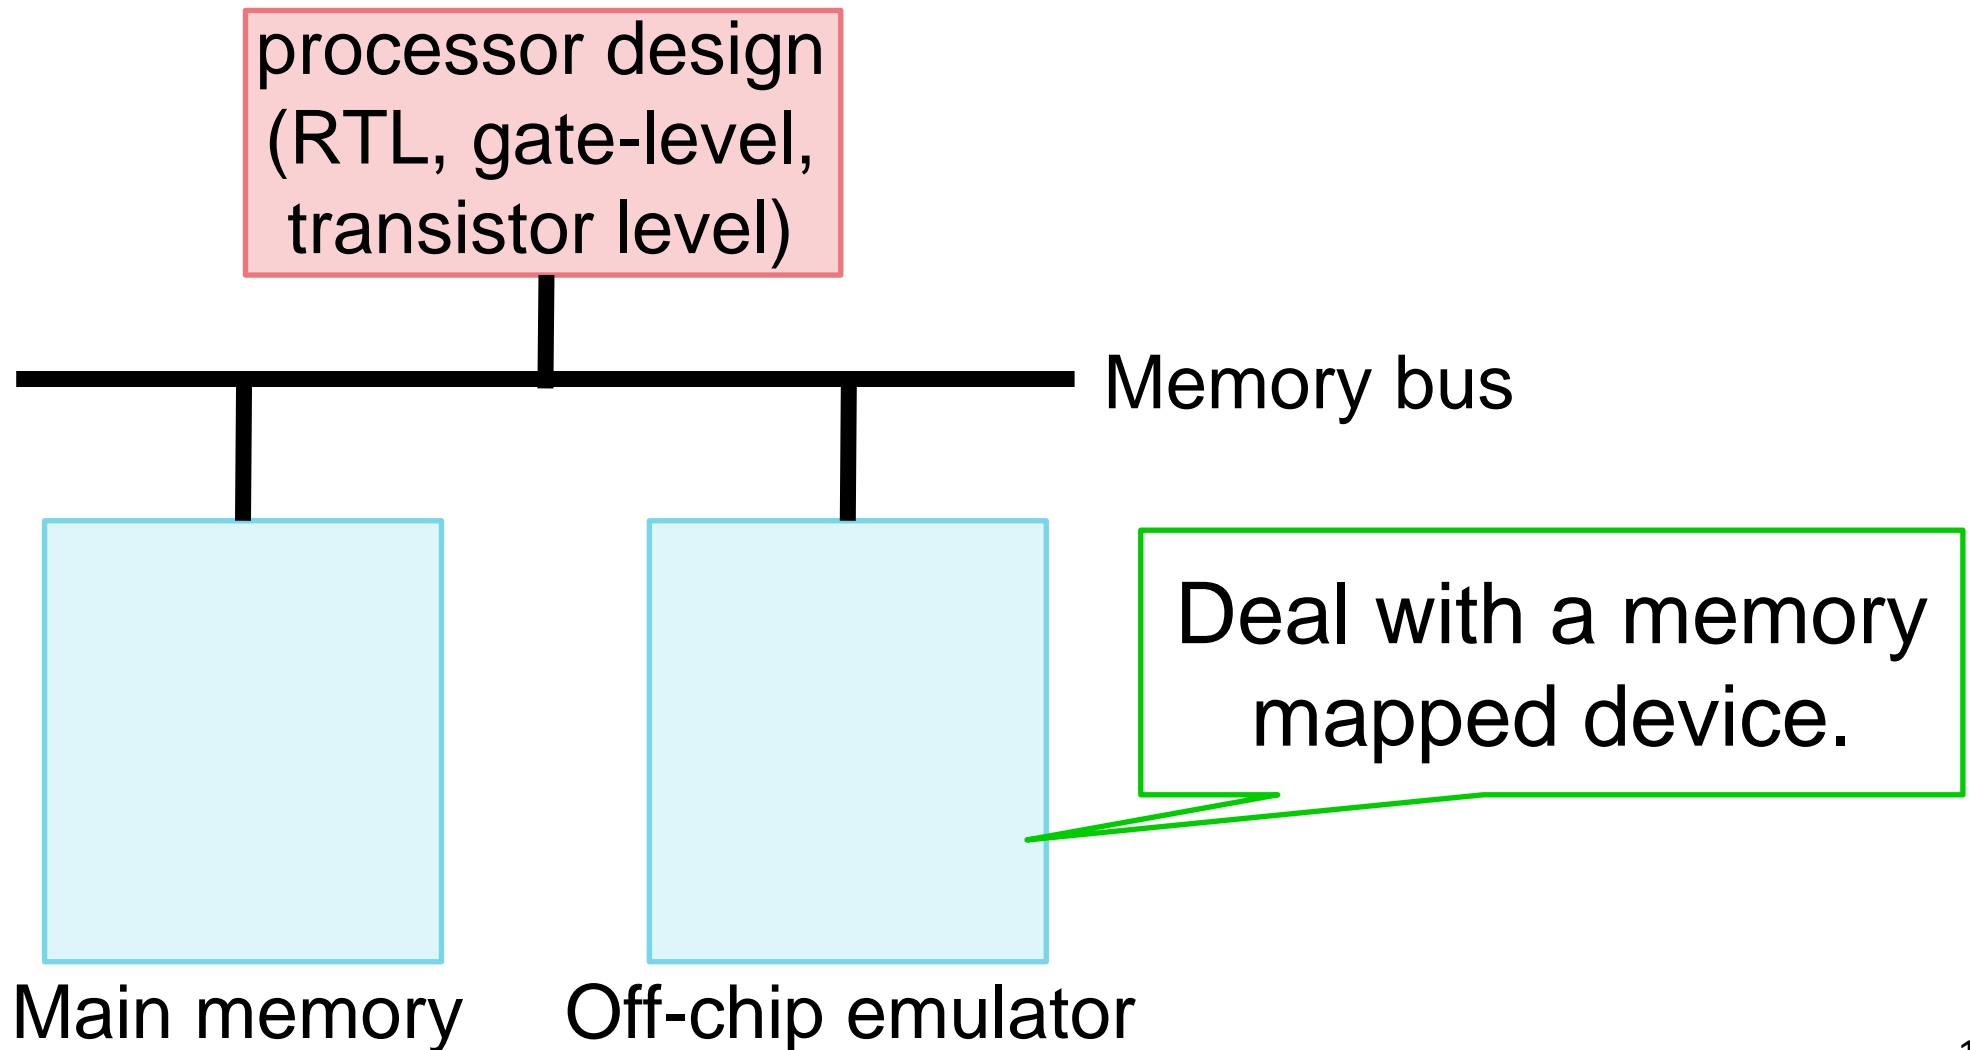 processor design
(RTL, gate-level,
transistor level)
Memory bus
Deal with a memory
mapped device.
Main memory
Off-chip emulator